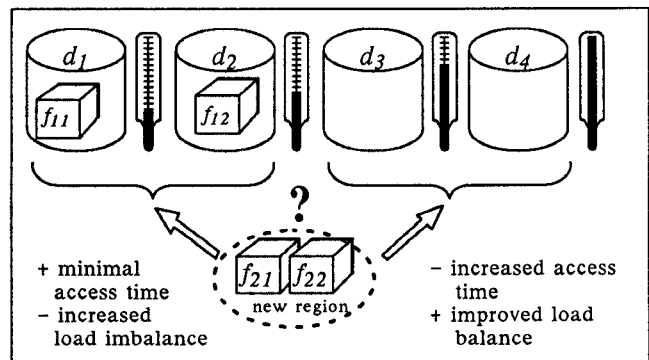 d1 d2 d3 d4
f11 f12
?
f21 f22
new region
+ minimal
access time
− increased
load imbalance
− increased access
time
+ improved load
balance